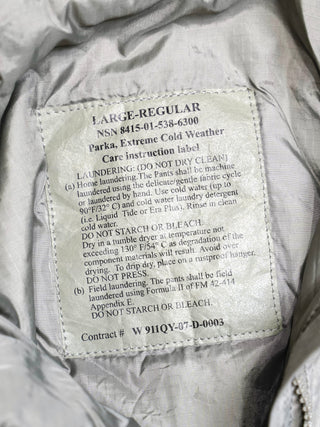 LARGE-REGULAR
NSN 8415-01-538-6300
Parka, Extreme Cold Weather
Care instruction label
LAUNDERING: (DO NOT DRY CLEAN)
(a) Home laundering. The Pants shall be machine
laundered using the delicate/gentle fabric cycle
or laundered by hand. Use cold water (up to
90°F/32° C) and cold water laundry detergent
(i.e. Liquid Tide or Era Plus). Rinse in clean
cold water.
DO NOT STARCH OR BLEACH.
Dry in a tumble dryer at temperature not
exceeding 130° F/54° C as degradation of the
component materials will result. Avoid over
drying. To drip dry, place on a rustproof hanger.
DO NOT PRESS.
(b) Field laundering. The pants shall be field
laundered using Formula II of FM 42-414
Appendix E.
DO NOT STARCH OR BLEACH.
Contract # W 911QY-07-D-0003